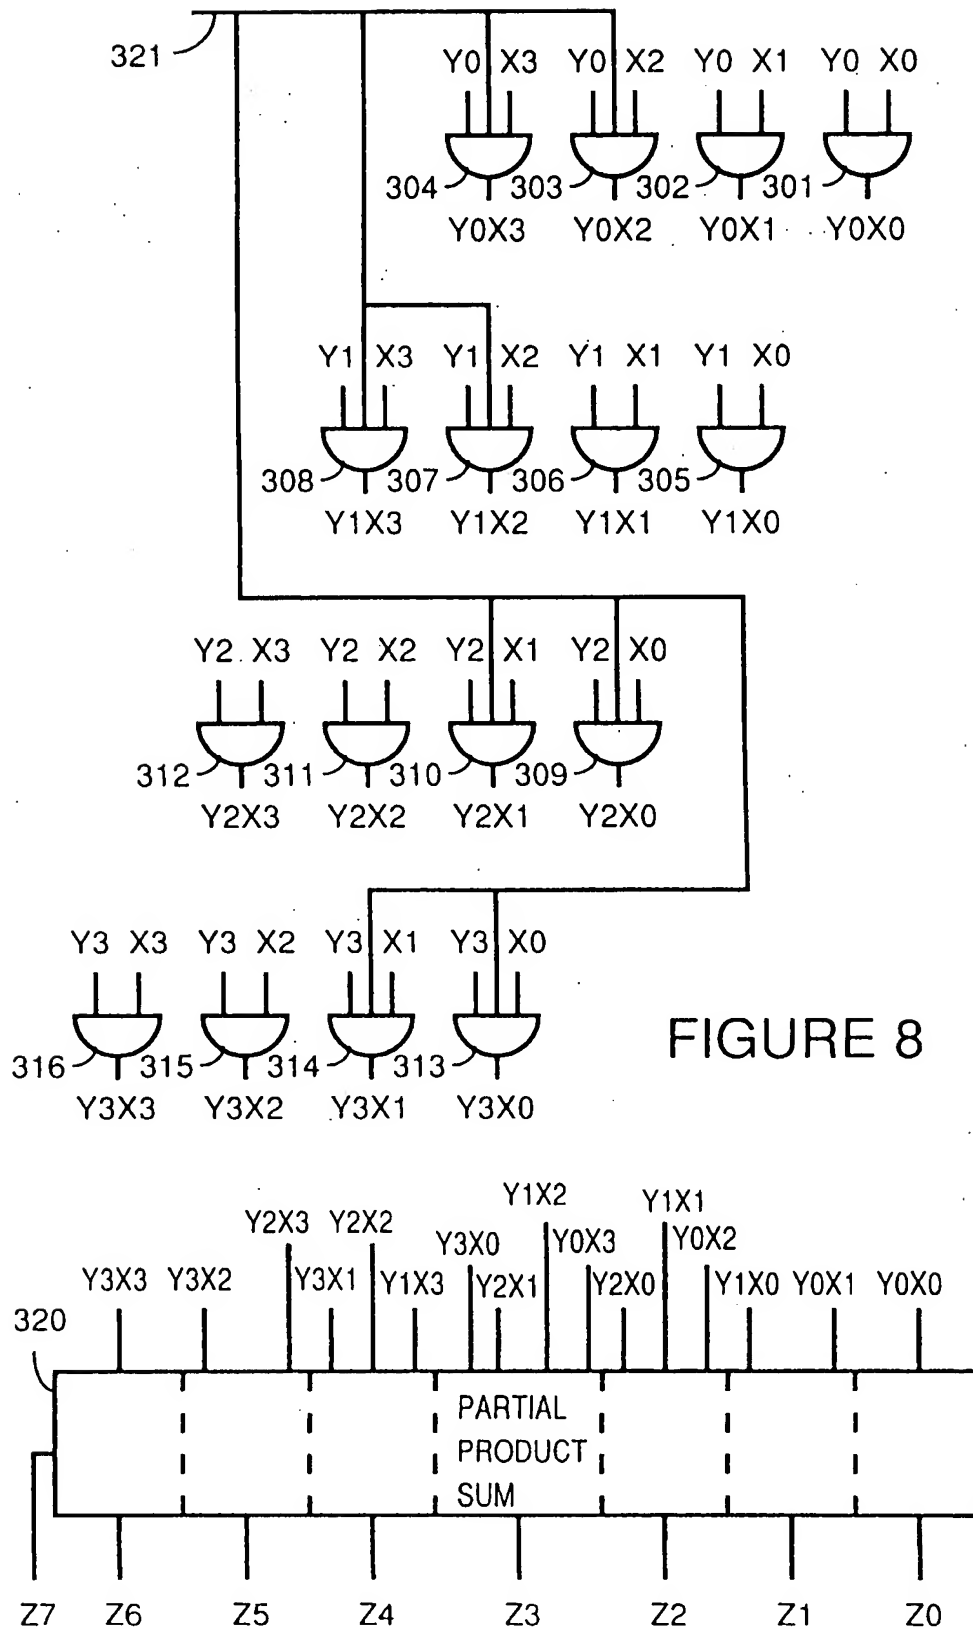 321
Y0 X3 Y0 X2 Y0 X1 Y0 X0
304 303 302 301
Y0X3 Y0X2 Y0X1 Y0X0
Y1 X3 Y1 X2 Y1 X1 Y1 X0
308 307 306 305
Y1X3 Y1X2 Y1X1 Y1X0
Y2 X3 Y2 X2 Y2 X1 Y2 X0
312 311 310 309
Y2X3 Y2X2 Y2X1 Y2X0
Y3 X3 Y3 X2 Y3 X1 Y3 X0
316 315 314 313
Y3X3 Y3X2 Y3X1 Y3X0
FIGURE 8
Y1X2 Y1X1
Y2X3 Y2X2 Y3X0 Y0X3 Y0X2
Y3X3 Y3X2 Y3X1 Y1X3 Y2X1 Y2X0 Y1X0 Y0X1 Y0X0
320
PARTIAL
PRODUCT
SUM
Z7 Z6 Z5 Z4 Z3 Z2 Z1 Z0